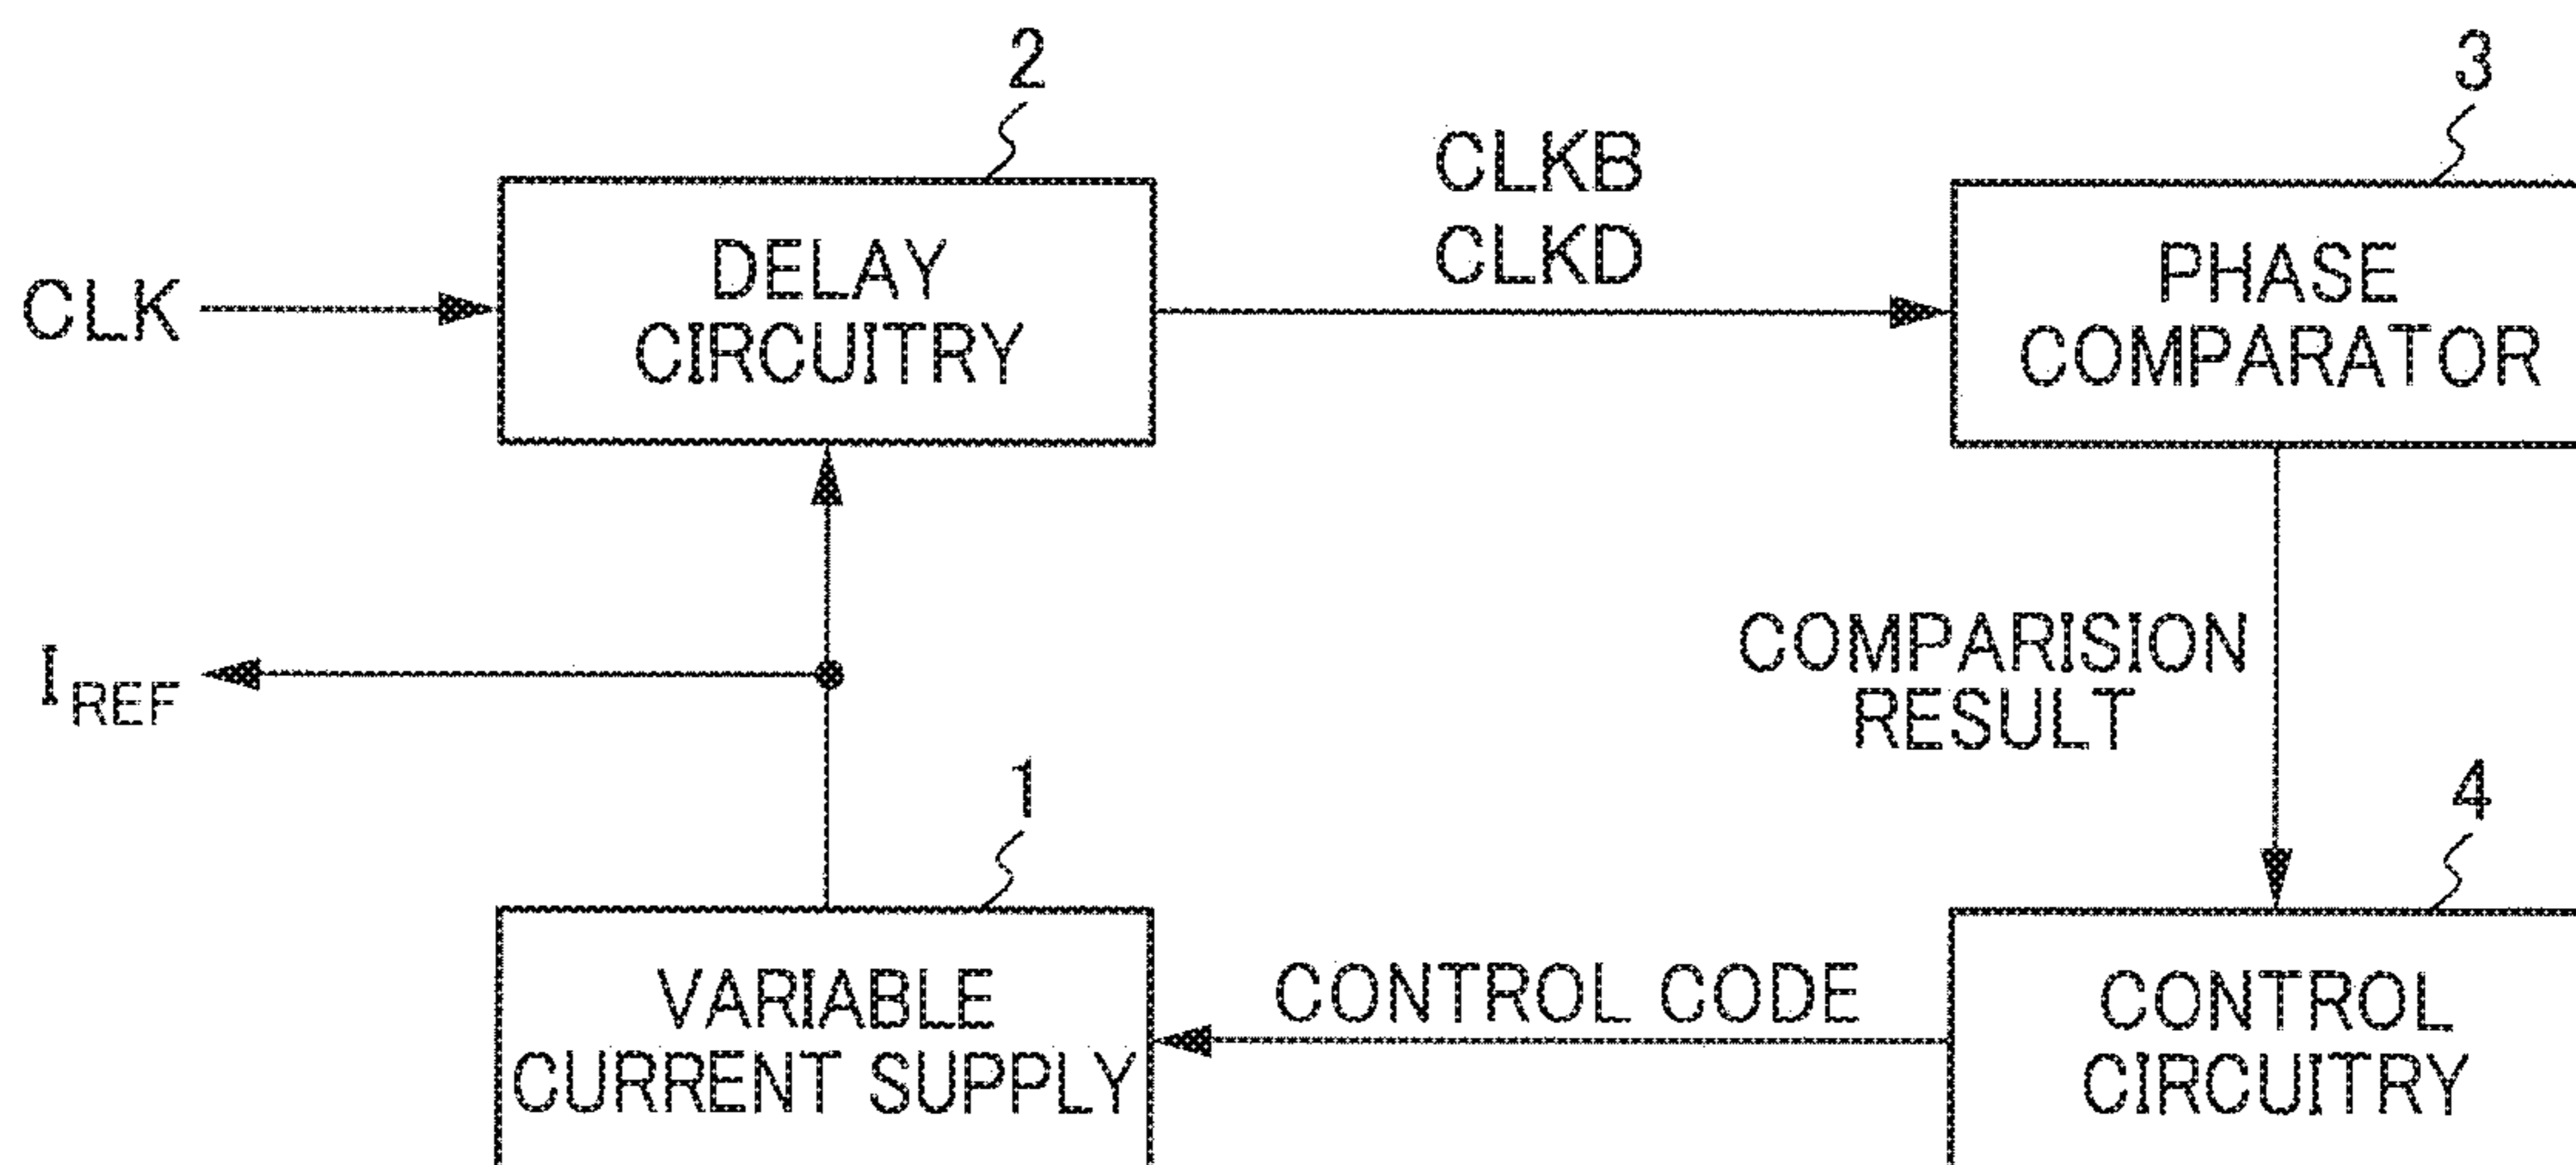 2
3
CLKB
CLKD
CLK
DELAY
CIRCUITRY
PHASE
COMPARATOR
IREF
COMPARISION
RESULT
1
4
VARIABLE
CURRENT SUPPLY
CONTROL CODE
CONTROL
CIRCUITRY